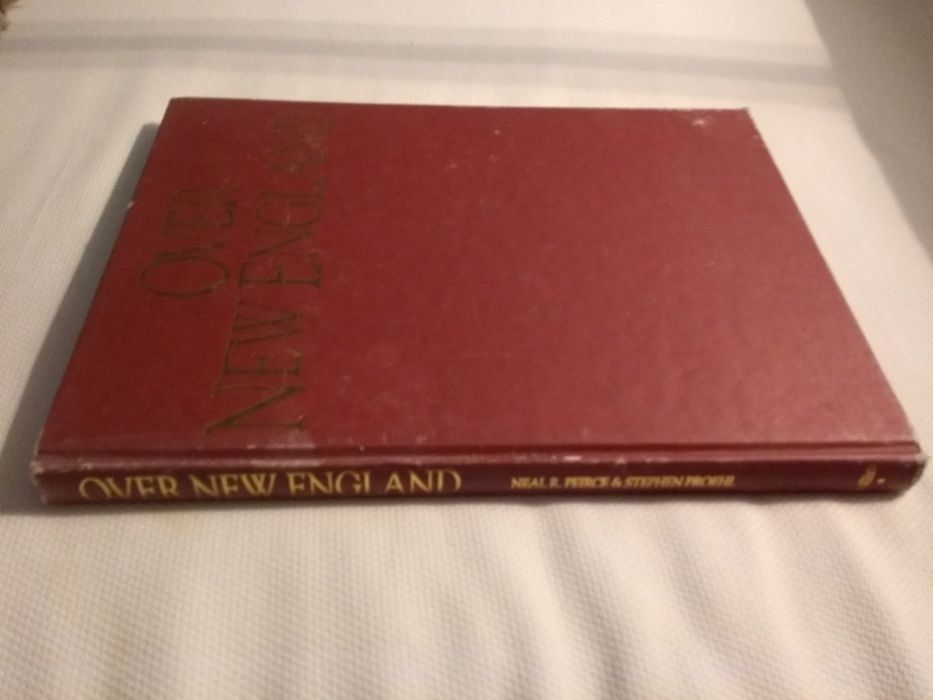 OVER
NEW ENGLAND
OVER NEW ENGLAND
NEAL R. PEIRCE & STEPHEN PROEHL